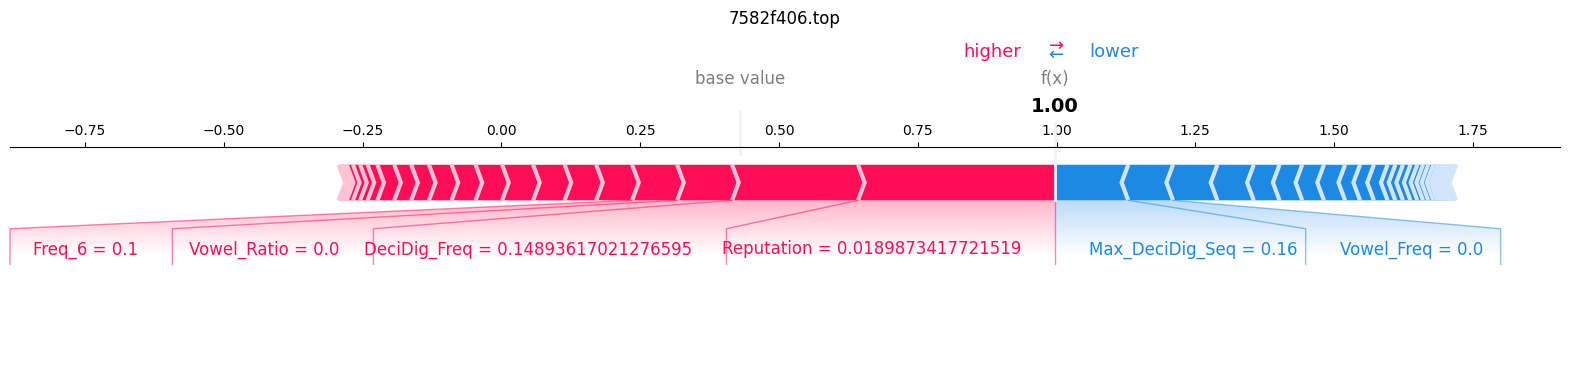 7582f406.top
higher → ← lower
base value f(x)
1.00
−0.75 −0.50 −0.25 0.00 0.25 0.50 0.75 1.00 1.25 1.50 1.75
Freq_6 = 0.1 Vowel_Ratio = 0.0 DeciDig_Freq = 0.14893617021276595 Reputation = 0.0189873417721519 Max_DeciDig_Seq = 0.16 Vowel_Freq = 0.0